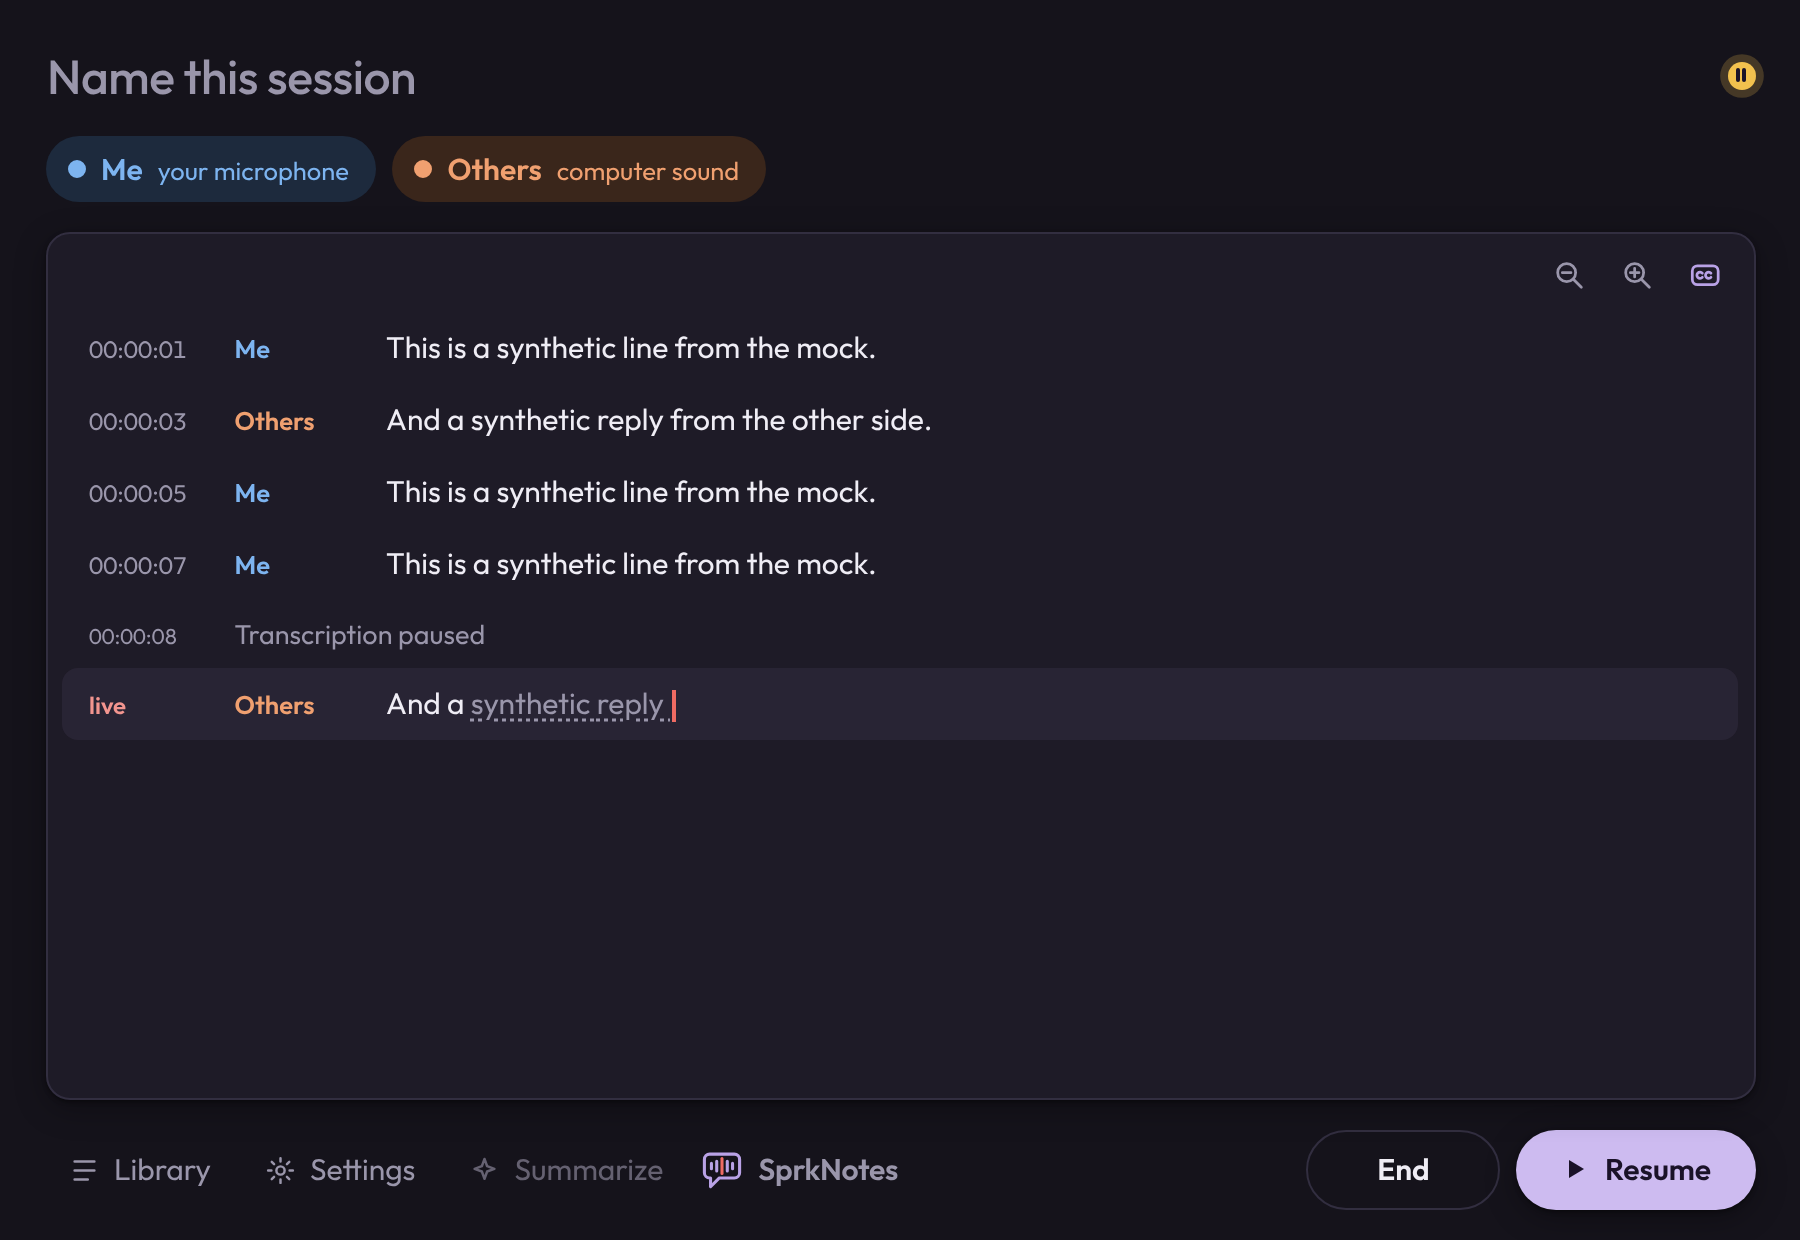 Name this session
Me your microphone
Others computer sound
CC
00:00:01 Me This is a synthetic line from the mock.
00:00:03 Others And a synthetic reply from the other side.
00:00:05 Me This is a synthetic line from the mock.
00:00:07 Me This is a synthetic line from the mock.
00:00:08 Transcription paused
live Others And a synthetic reply
Library Settings Summarize SprkNotes End Resume